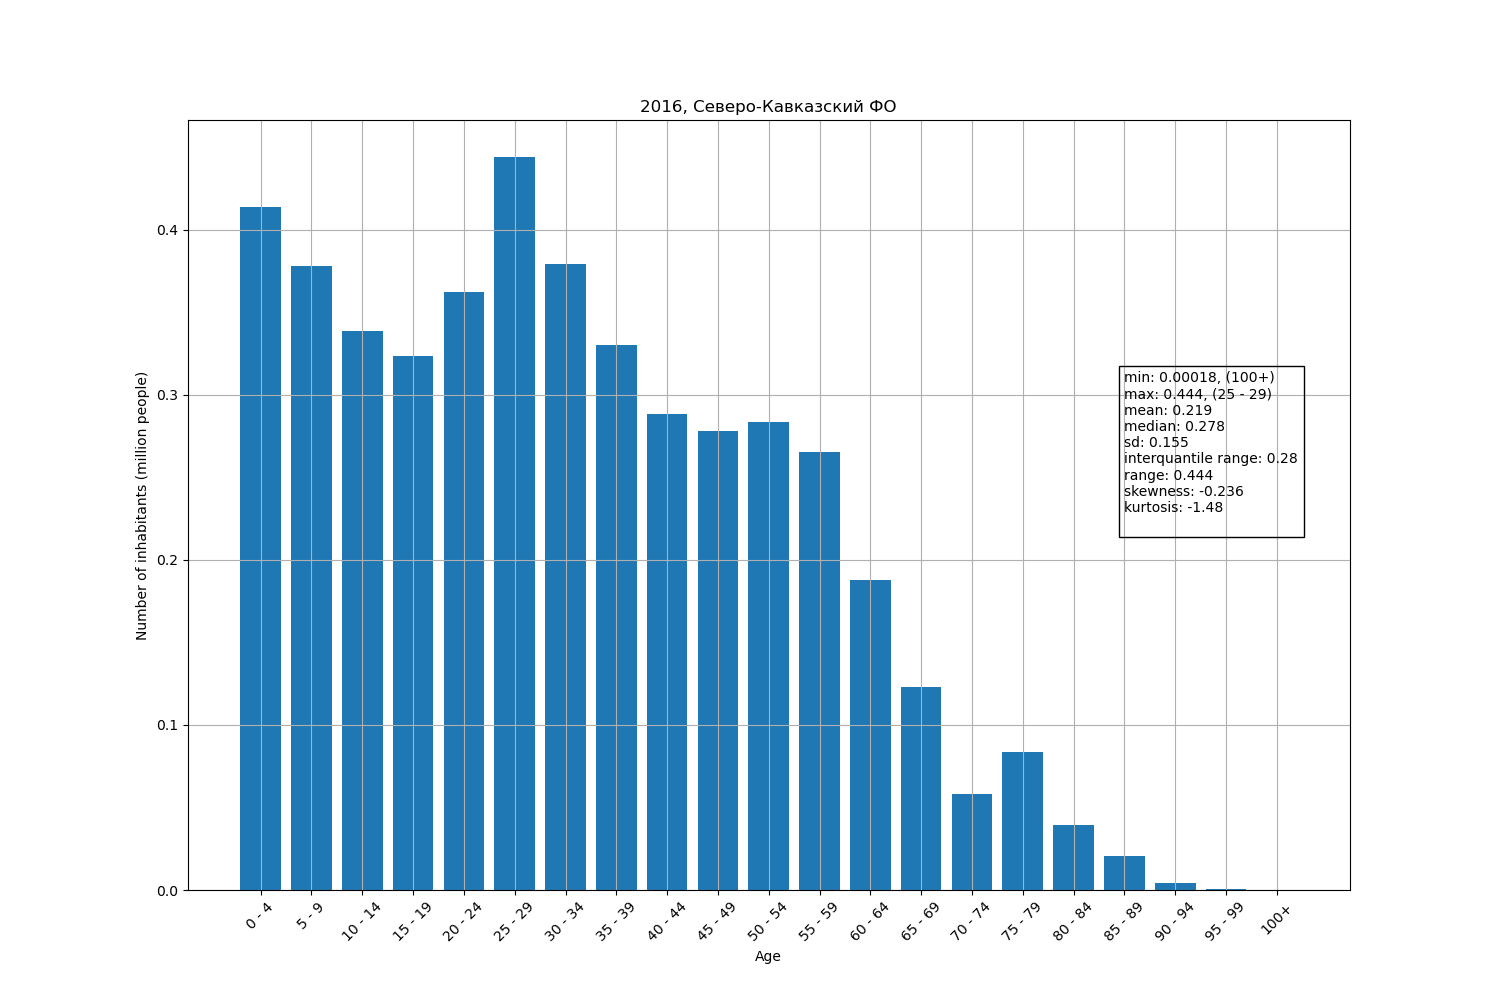 2016, Северо-Кавказский ФО
Number of inhabitants (million people)
0.4
0.3
0.2
0.1
0.0
min: 0.00018, (100+)
max: 0.444, (25 - 29)
mean: 0.219
median: 0.278
sd: 0.155
interquantile range: 0.28
range: 0.444
skewness: -0.236
kurtosis: -1.48
0 - 4
5 - 9
10 - 14
15 - 19
20 - 24
25 - 29
30 - 34
35 - 39
40 - 44
45 - 49
50 - 54
55 - 59
60 - 64
65 - 69
70 - 74
75 - 79
80 - 84
85 - 89
90 - 94
95 - 99
100+
Age